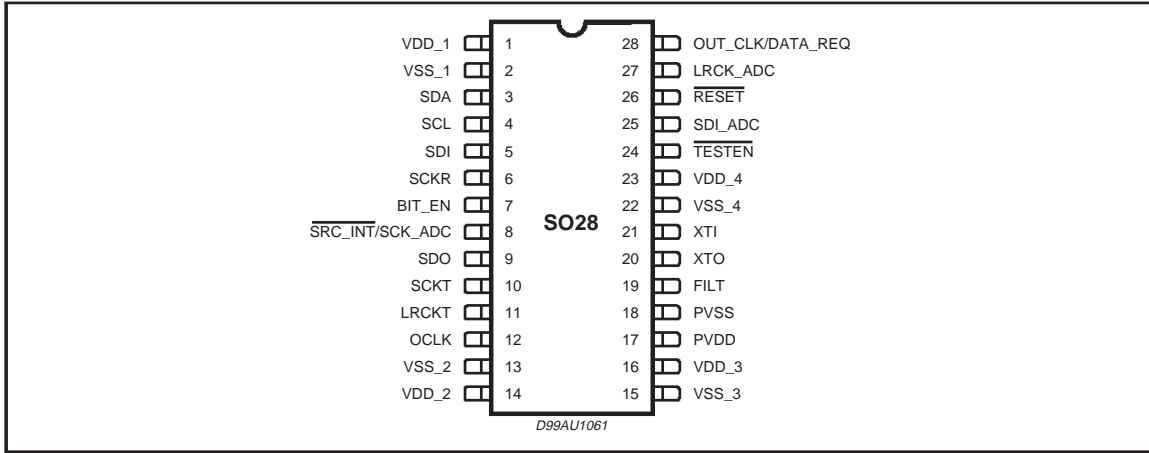 VDD_1 1 28 OUT_CLK/DATA_REQ
VSS_1 2 27 LRCK_ADC
SDA 3 26 RESET
SCL 4 25 SDI_ADC
SDI 5 24 TESTEN
SCKR 6 23 VDD_4
BIT_EN 7 22 VSS_4
SRC_INT/SCK_ADC 8 21 XTI
SO28
SDO 9 20 XTO
SCKT 10 19 FILT
LRCKT 11 18 PVSS
OCLK 12 17 PVDD
VSS_2 13 16 VDD_3
VDD_2 14 15 VSS_3
D99AU1061